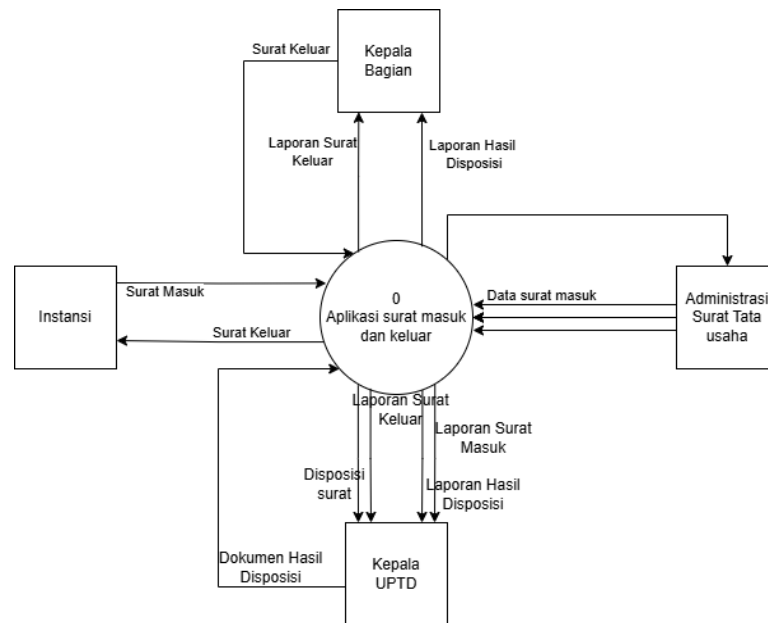 Surat Keluar
Kepala
Bagian
Laporan Surat
Keluar
Laporan Hasil
Disposisi
Instansi
Surat Masuk
Surat Keluar
0
Aplikasi surat masuk
dan keluar
Data surat masuk
Administrasi
Surat Tata
usaha
Laporan Surat
Keluar
Laporan Surat
Masuk
Disposisi
surat
Laporan Hasil
Disposisi
Dokumen Hasil
Disposisi
Kepala
UPTD